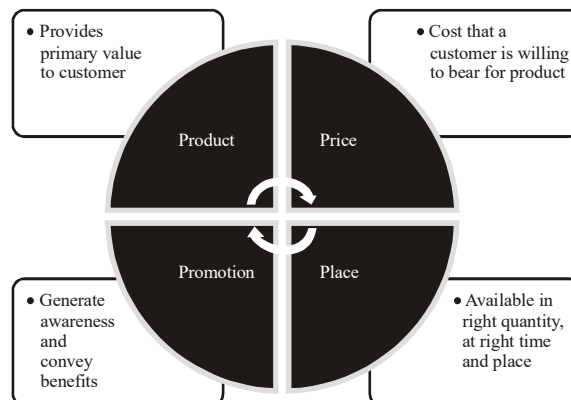 • Provides
primary value
to customer
• Cost that a
customer is willing
to bear for product
Product
Price
Promotion
Place
• Generate
awareness
and
convey
benefits
• Available in
right quantity,
at right time
and place